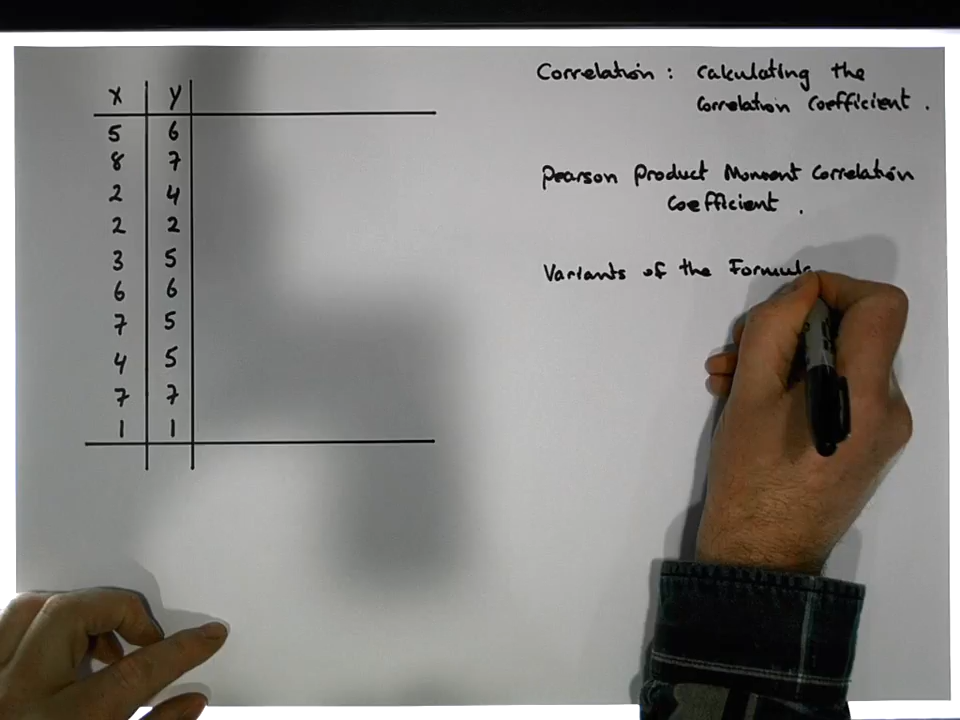 x y
5 6
8 7
2 4
2 2
3 5
6 6
7 5
4 5
7 7
1 1
Correlation : Calculating the
Correlation Coefficient .
Pearson Product Moment Correlation
Coefficient .
Variants of the Formula